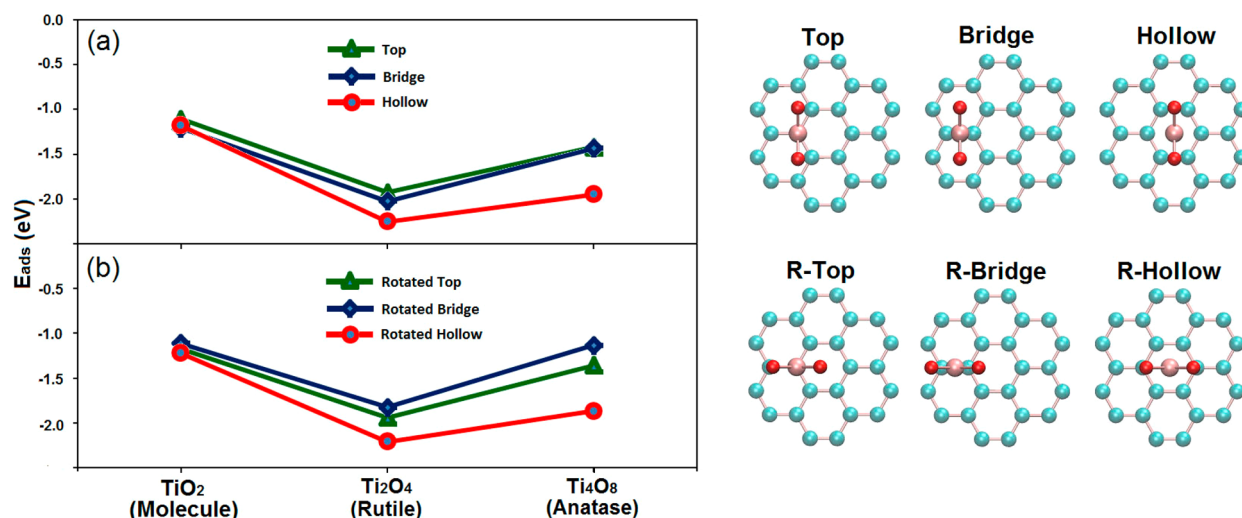 (a)
Top
Bridge
Hollow
0.0
-0.5
-1.0
-1.5
-2.0
(b)
Rotated Top
Rotated Bridge
Rotated Hollow
-0.5
-1.0
-1.5
-2.0
Eads (eV)
TiO2 Ti2O4 Ti4O8
(Molecule) (Rutile) (Anatase)
Top Bridge Hollow
R-Top R-Bridge R-Hollow